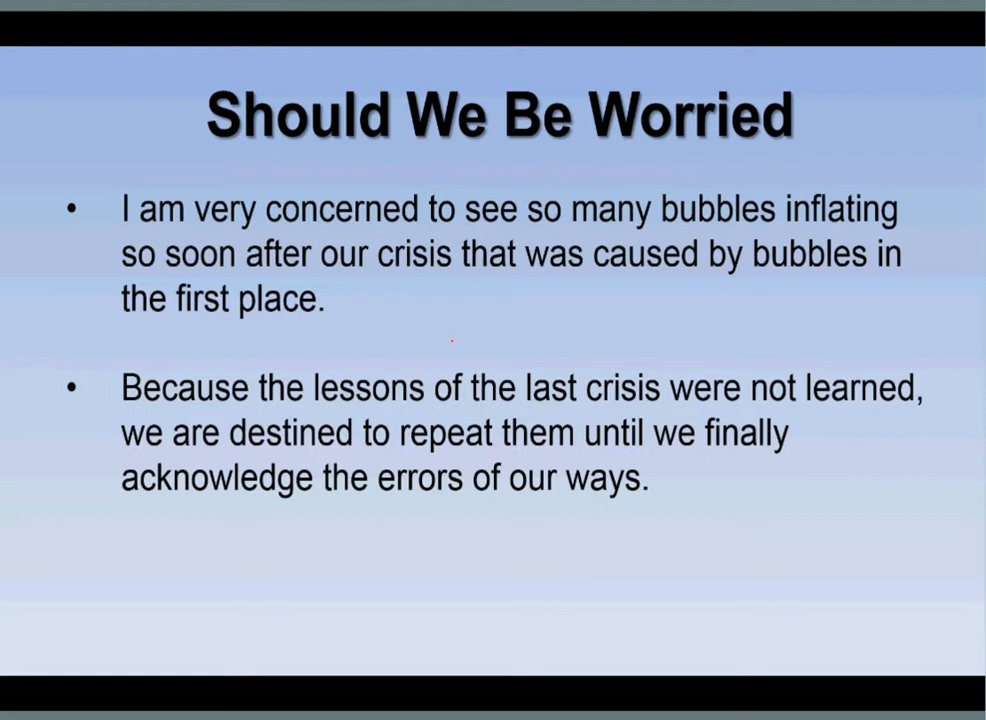 Should We Be Worried
• I am very concerned to see so many bubbles inflating
so soon after our crisis that was caused by bubbles in
the first place.
• Because the lessons of the last crisis were not learned,
we are destined to repeat them until we finally
acknowledge the errors of our ways.